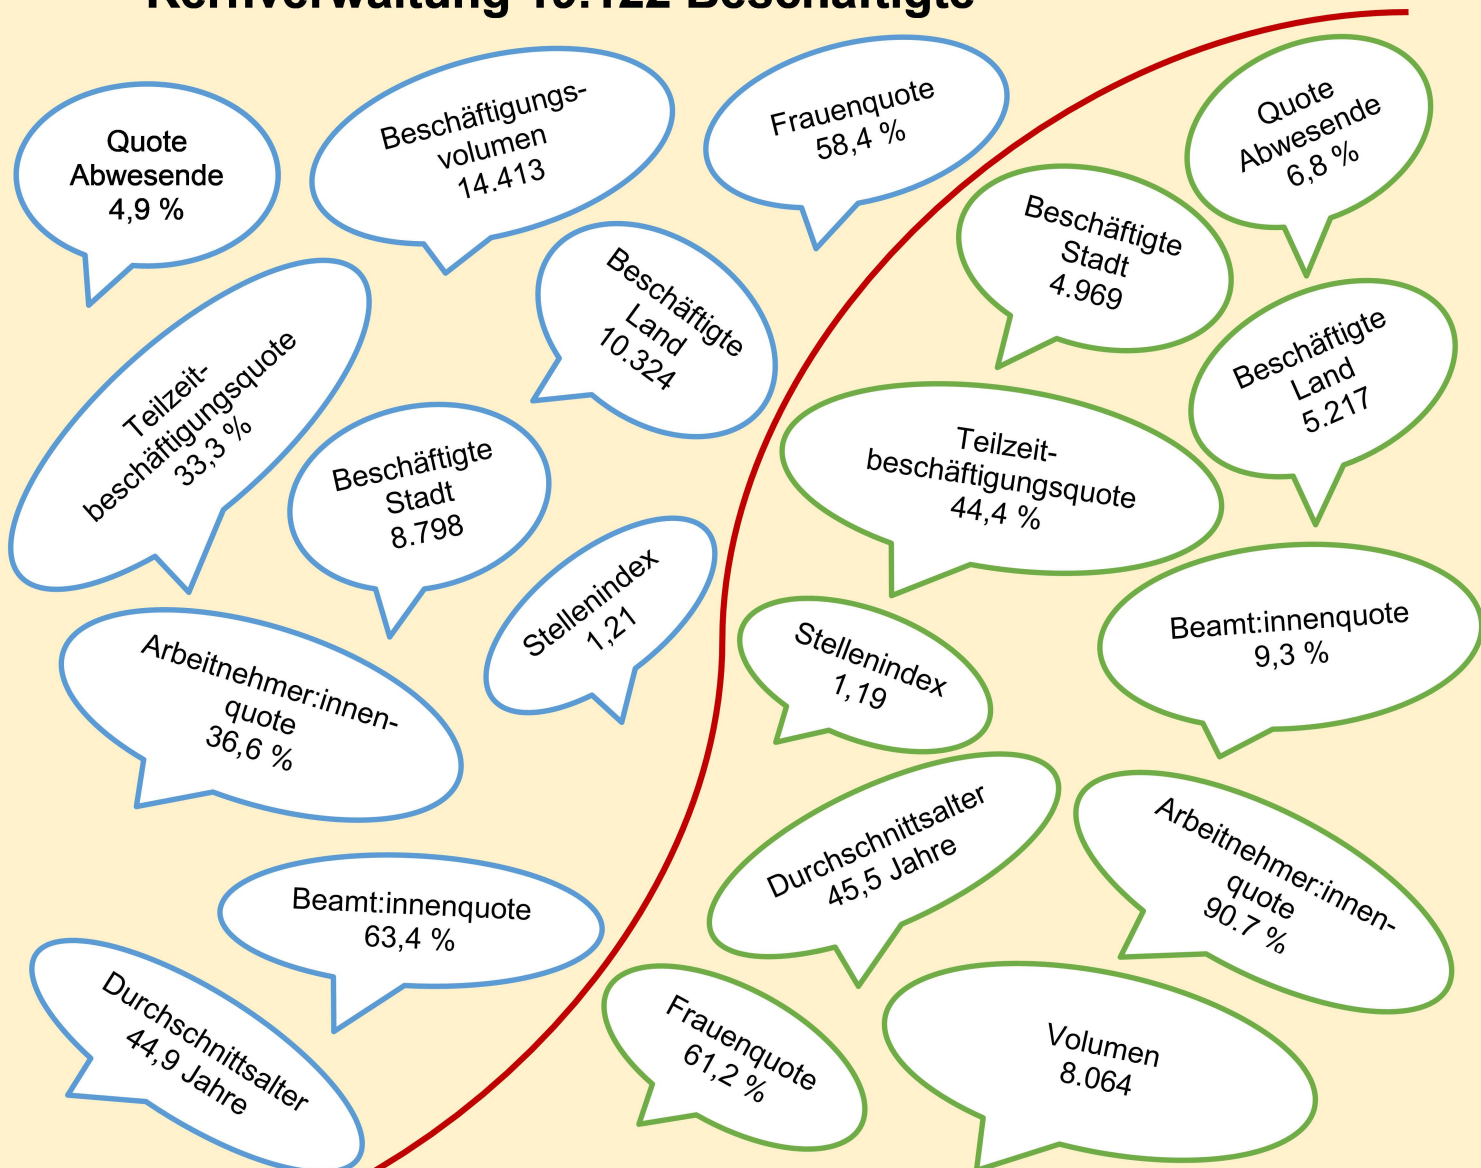 Quote
Abwesende
4,9 %
Beschäftigungs-
volumen
14.413
Frauenquote
58,4 %
Quote
Abwesende
6,8 %
Beschäftigte
Stadt
4.969
Beschäftigte
Land
10.324
Beschäftigte
Land
5.217
Teilzeit-
beschäftigungsquote
33,3 %
Beschäftigte
Stadt
8.798
Teilzeit-
beschäftigungsquote
44,4 %
Stellenindex
1,21
Stellenindex
1,19
Beamt:innenquote
9,3 %
Arbeitnehmer:innen-
quote
36,6 %
Durchschnittsalter
45,5 Jahre
Arbeitnehmer:innen-
quote
90.7 %
Beamt:innenquote
63,4 %
Durchschnittsalter
44,9 Jahre
Frauenquote
61,2 %
Volumen
8.064